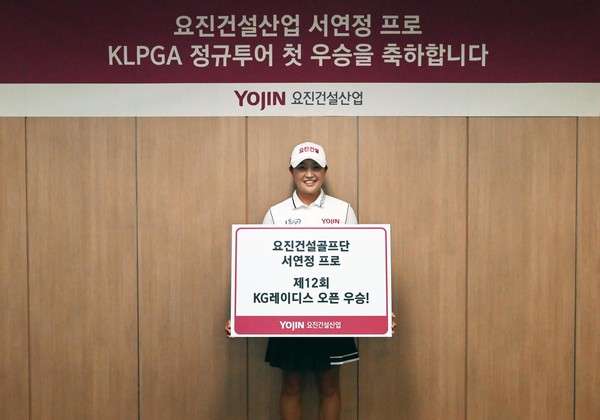 요진건설산업 서연정 프로
KLPGA 정규투어 첫 우승을 축하합니다
YOJIN 요진건설산업
요진건설
YOJIN
요진건설골프단
서연정 프로
제12회
KG레이디스 오픈 우승!
YOJIN 요진건설산업